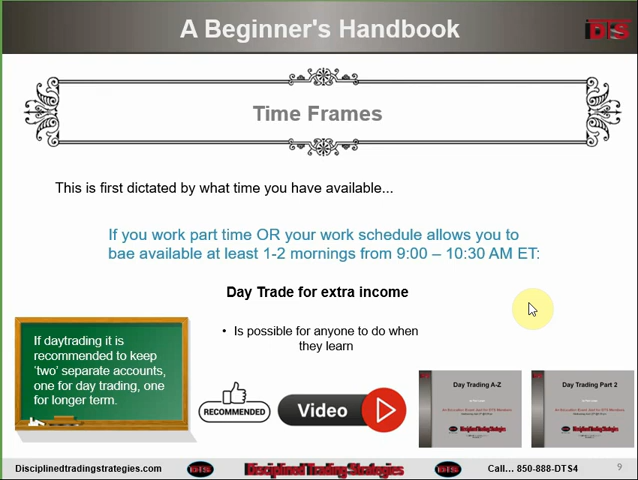 A Beginner's Handbook
DTS
Time Frames
This is first dictated by what time you have available...
If you work part time OR your work schedule allows you to
bae available at least 1-2 mornings from 9:00 – 10:30 AM ET:
Day Trade for extra income
• Is possible for anyone to do when
they learn
If daytrading it is
recommended to keep
'two' separate accounts,
one for day trading, one
for longer term.
RECOMMENDED
Video
Day Trading A-Z
Disciplined Trading Strategies
Day Trading Part 2
Disciplined Trading Strategies
Disciplinedtradingstrategies.com
DTS
Disciplined Trading Strategies
DTS
Call... 850-888-DTS4
9